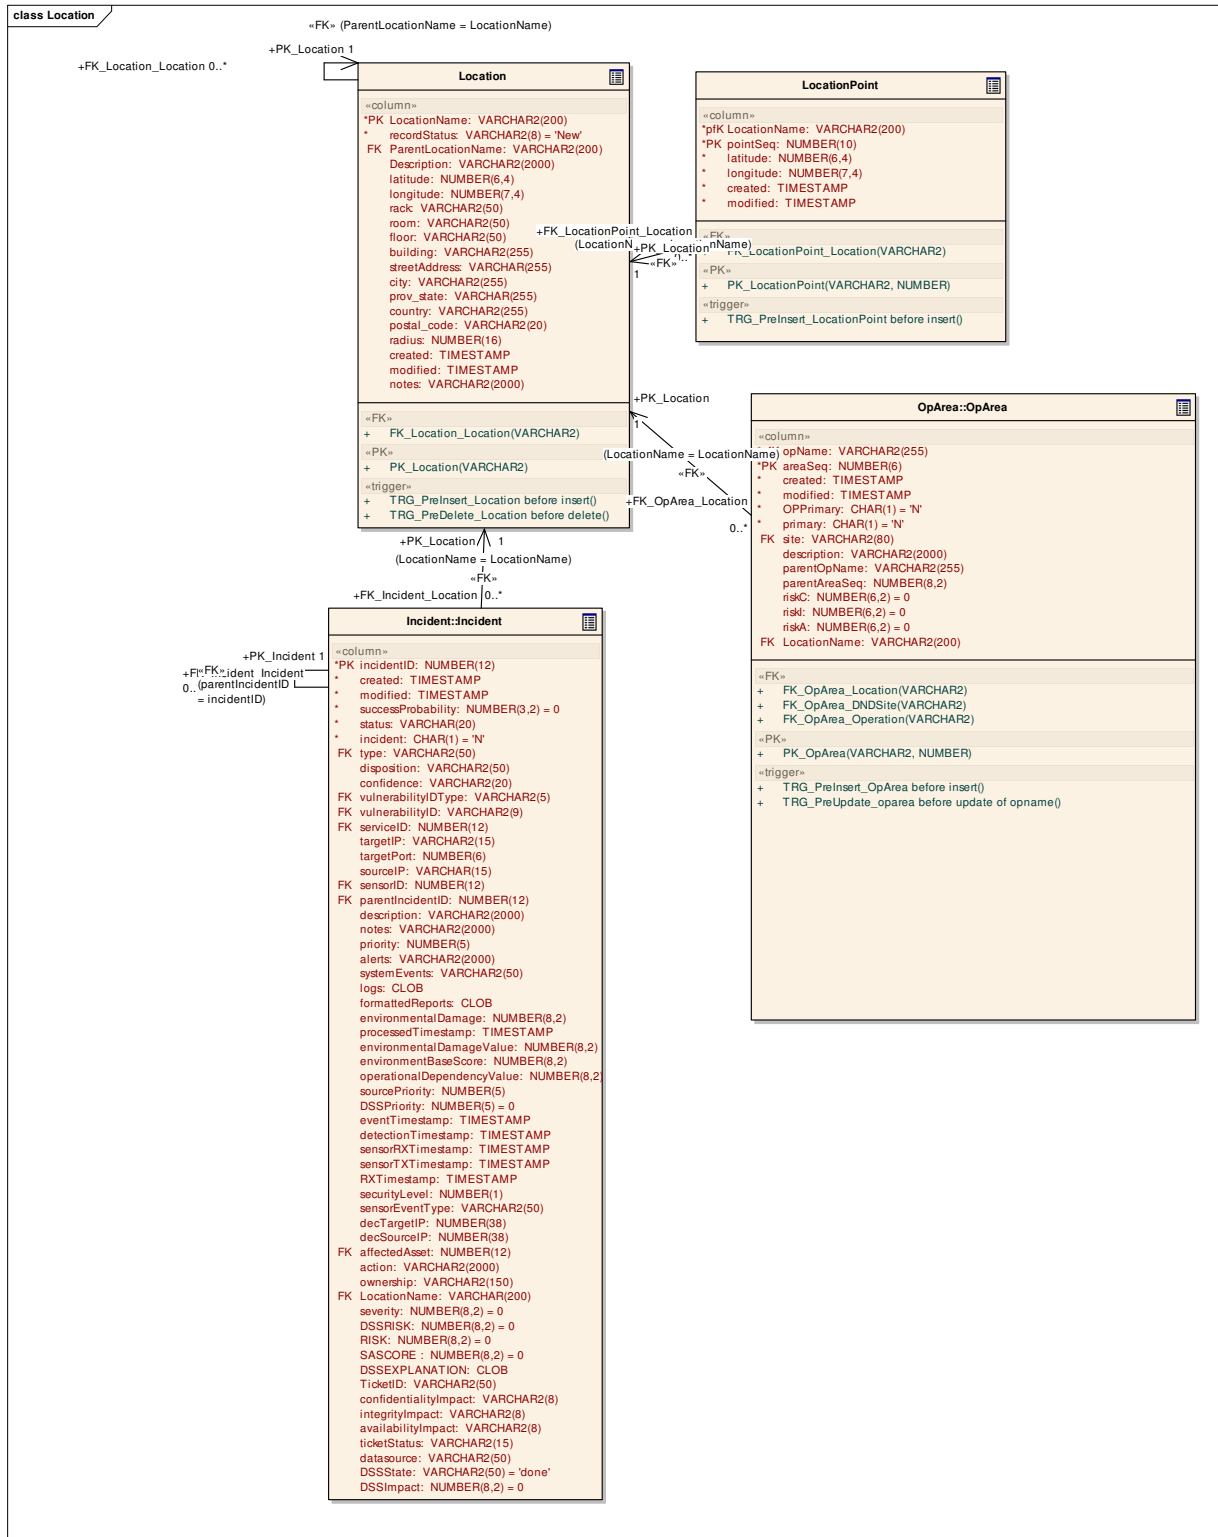 class Location
«FK» (ParentLocationName = LocationName)
+PK_Location 1
+FK_Location_Location 0..*
Location
«column»
*PK LocationName: VARCHAR2(200)
* recordStatus: VARCHAR2(8) = 'New'
FK ParentLocationName: VARCHAR2(200)
Description: VARCHAR2(2000)
latitude: NUMBER(6,4)
longitude: NUMBER(7,4)
rack: VARCHAR2(50)
room: VARCHAR2(50)
floor: VARCHAR2(50)
building: VARCHAR2(255)
streetAddress: VARCHAR(255)
city: VARCHAR2(255)
prov_state: VARCHAR(255)
country: VARCHAR2(255)
postal_code: VARCHAR2(20)
radius: NUMBER(16)
created: TIMESTAMP
modified: TIMESTAMP
notes: VARCHAR2(2000)
«FK»
+ FK_Location_Location(VARCHAR2)
«PK»
+ PK_Location(VARCHAR2)
«trigger»
+ TRG_PreInsert_Location before insert()
+ TRG_PreDelete_Location before delete()
LocationPoint
«column»
*pfK LocationName: VARCHAR2(200)
*PK pointSeq: NUMBER(10)
* latitude: NUMBER(6,4)
* longitude: NUMBER(7,4)
* created: TIMESTAMP
* modified: TIMESTAMP
«FK»
FK_LocationPoint_Location(VARCHAR2)
«PK»
+ PK_LocationPoint(VARCHAR2, NUMBER)
«trigger»
+ TRG_PreInsert_LocationPoint before insert()
+FK_LocationPoint_Location
+PK_Location
«FK»
1
+PK_Location
1
(LocationName = LocationName)
«FK»
+FK_OpArea_Location
0..*
OpArea::OpArea
«column»
opName: VARCHAR2(255)
*PK areaSeq: NUMBER(6)
* created: TIMESTAMP
* modified: TIMESTAMP
* OPPrimary: CHAR(1) = 'N'
* primary: CHAR(1) = 'N'
FK site: VARCHAR2(80)
description: VARCHAR2(2000)
parentOpName: VARCHAR2(255)
parentAreaSeq: NUMBER(8,2)
riskC: NUMBER(6,2) = 0
riskI: NUMBER(6,2) = 0
riskA: NUMBER(6,2) = 0
FK LocationName: VARCHAR2(200)
«FK»
+ FK_OpArea_Location(VARCHAR2)
+ FK_OpArea_DNDSite(VARCHAR2)
+ FK_OpArea_Operation(VARCHAR2)
«PK»
+ PK_OpArea(VARCHAR2, NUMBER)
«trigger»
+ TRG_PreInsert_OpArea before insert()
+ TRG_PreUpdate_oparea before update of opname()
+PK_Location 1
(LocationName = LocationName)
«FK»
+FK_Incident_Location 0..*
+PK_Incident 1
«FK»
(parentIncidentID
= incidentID)
Incident::Incident
«column»
*PK incidentID: NUMBER(12)
* created: TIMESTAMP
* modified: TIMESTAMP
* successProbability: NUMBER(3,2) = 0
* status: VARCHAR(20)
* incident: CHAR(1) = 'N'
FK type: VARCHAR2(50)
disposition: VARCHAR2(50)
confidence: VARCHAR2(20)
FK vulnerabilityIDType: VARCHAR2(5)
FK vulnerabilityID: VARCHAR2(9)
FK serviceID: NUMBER(12)
targetIP: VARCHAR2(15)
targetPort: NUMBER(6)
sourceIP: VARCHAR(15)
FK sensorID: NUMBER(12)
FK parentIncidentID: NUMBER(12)
description: VARCHAR2(2000)
notes: VARCHAR2(2000)
priority: NUMBER(5)
alerts: VARCHAR2(2000)
systemEvents: VARCHAR2(50)
logs: CLOB
formattedReports: CLOB
environmentalDamage: NUMBER(8,2)
processedTimestamp: TIMESTAMP
environmentalDamageValue: NUMBER(8,2)
environmentBaseScore: NUMBER(8,2)
operationalDependencyValue: NUMBER(8,2)
sourcePriority: NUMBER(5)
DSSPriority: NUMBER(5) = 0
eventTimestamp: TIMESTAMP
detectionTimestamp: TIMESTAMP
sensorRXTimestamp: TIMESTAMP
sensorTXTimestamp: TIMESTAMP
RXTimestamp: TIMESTAMP
securityLevel: NUMBER(1)
sensorEventType: VARCHAR2(50)
decTargetIP: NUMBER(38)
decSourceIP: NUMBER(38)
FK affectedAsset: NUMBER(12)
action: VARCHAR2(2000)
ownership: VARCHAR2(150)
FK LocationName: VARCHAR(200)
severity: NUMBER(8,2) = 0
DSSRISK: NUMBER(8,2) = 0
RISK: NUMBER(8,2) = 0
SASCORE : NUMBER(8,2) = 0
DSSEXPLANATION: CLOB
TicketID: VARCHAR2(50)
confidentialityImpact: VARCHAR2(8)
integrityImpact: VARCHAR2(8)
availabilityImpact: VARCHAR2(8)
ticketStatus: VARCHAR2(15)
datasource: VARCHAR2(50)
DSSState: VARCHAR2(50) = 'done'
DSSImpact: NUMBER(8,2) = 0